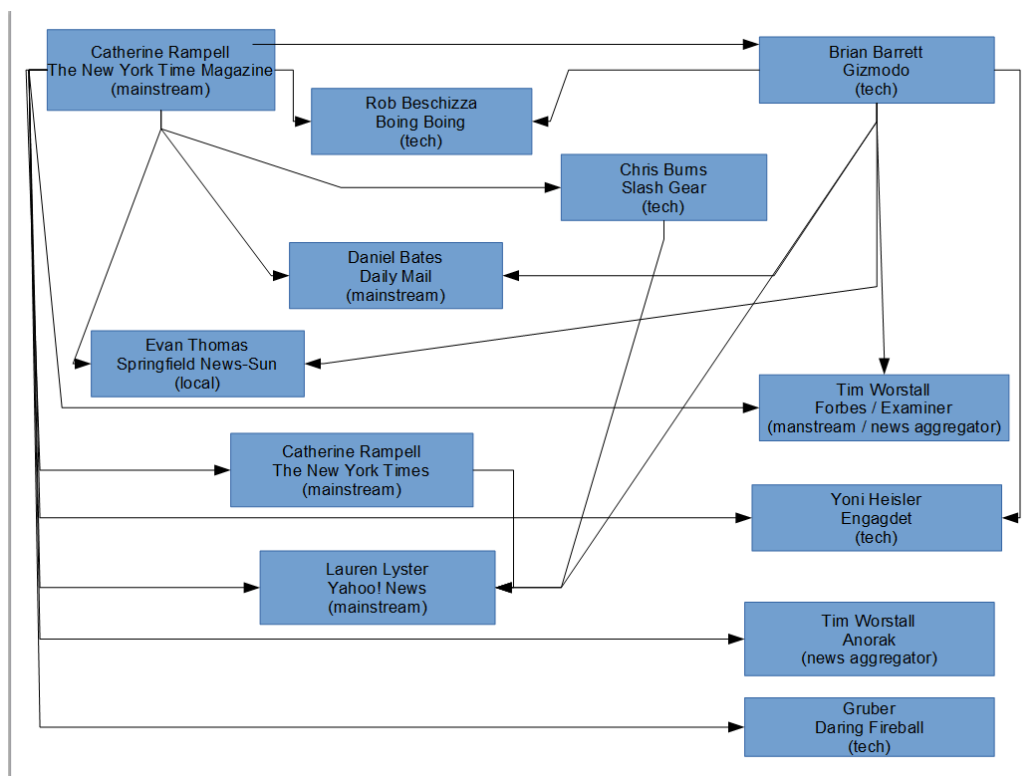 Catherine Rampell
The New York Time Magazine
(mainstream)
Brian Barrett
Gizmodo
(tech)
Rob Beschizza
Boing Boing
(tech)
Chris Burns
Slash Gear
(tech)
Daniel Bates
Daily Mail
(mainstream)
Evan Thomas
Springfield News-Sun
(local)
Tim Worstall
Forbes / Examiner
(manstream / news aggregator)
Catherine Rampell
The New York Times
(mainstream)
Yoni Heisler
Engagdet
(tech)
Lauren Lyster
Yahoo! News
(mainstream)
Tim Worstall
Anorak
(news aggregator)
Gruber
Daring Fireball
(tech)